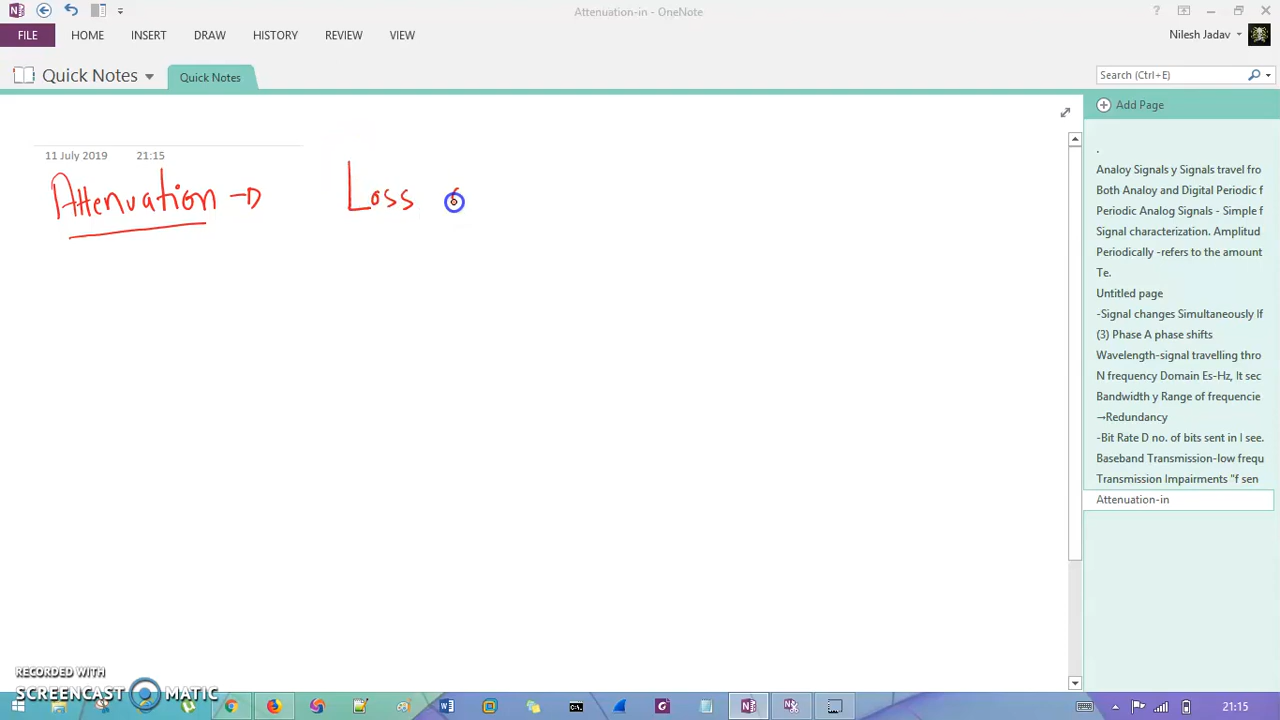 Attenuation-in - OneNote
?
FILE
HOME
INSERT
DRAW
HISTORY
REVIEW
VIEW
Nilesh Jadav
Quick Notes
Quick Notes
Search (Ctrl+E)
Add Page
11 July 2019 21:15
Attenuation → Loss
.
Analoy Signals y Signals travel fro
Both Analoy and Digital Periodic f
Periodic Analog Signals - Simple f
Signal characterization. Amplitud
Periodically -refers to the amount
Te.
Untitled page
-Signal changes Simultaneously If
(3) Phase A phase shifts
Wavelength-signal travelling thro
N frequency Domain Es-Hz, It sec
Bandwidth y Range of frequencie
→Redundancy
-Bit Rate D no. of bits sent in I see.
Baseband Transmission-low frequ
Transmission Impairments "f sen
Attenuation-in
RECORDED WITH
SCREENCAST MATIC
21:15